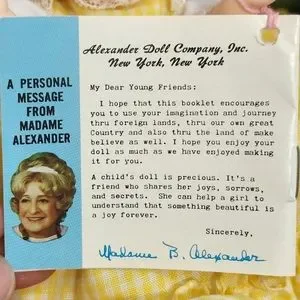 Alexander Doll Company, Inc.
New York, New York
A PERSONAL
MESSAGE
FROM
MADAME
ALEXANDER
My Dear Young Friends:
I hope that this booklet encourages
you to use your imagination and journey
thru foreign lands, thru our own great
Country and also thru the land of make
believe as well. I hope you enjoy your
doll as much as we have enjoyed making
it for you.
A child's doll is precious. It's a
friend who shares her joys, sorrows,
and secrets. She can help a girl to
understand that something beautiful is
a joy forever.
Sincerely,
Madame B. Alexander